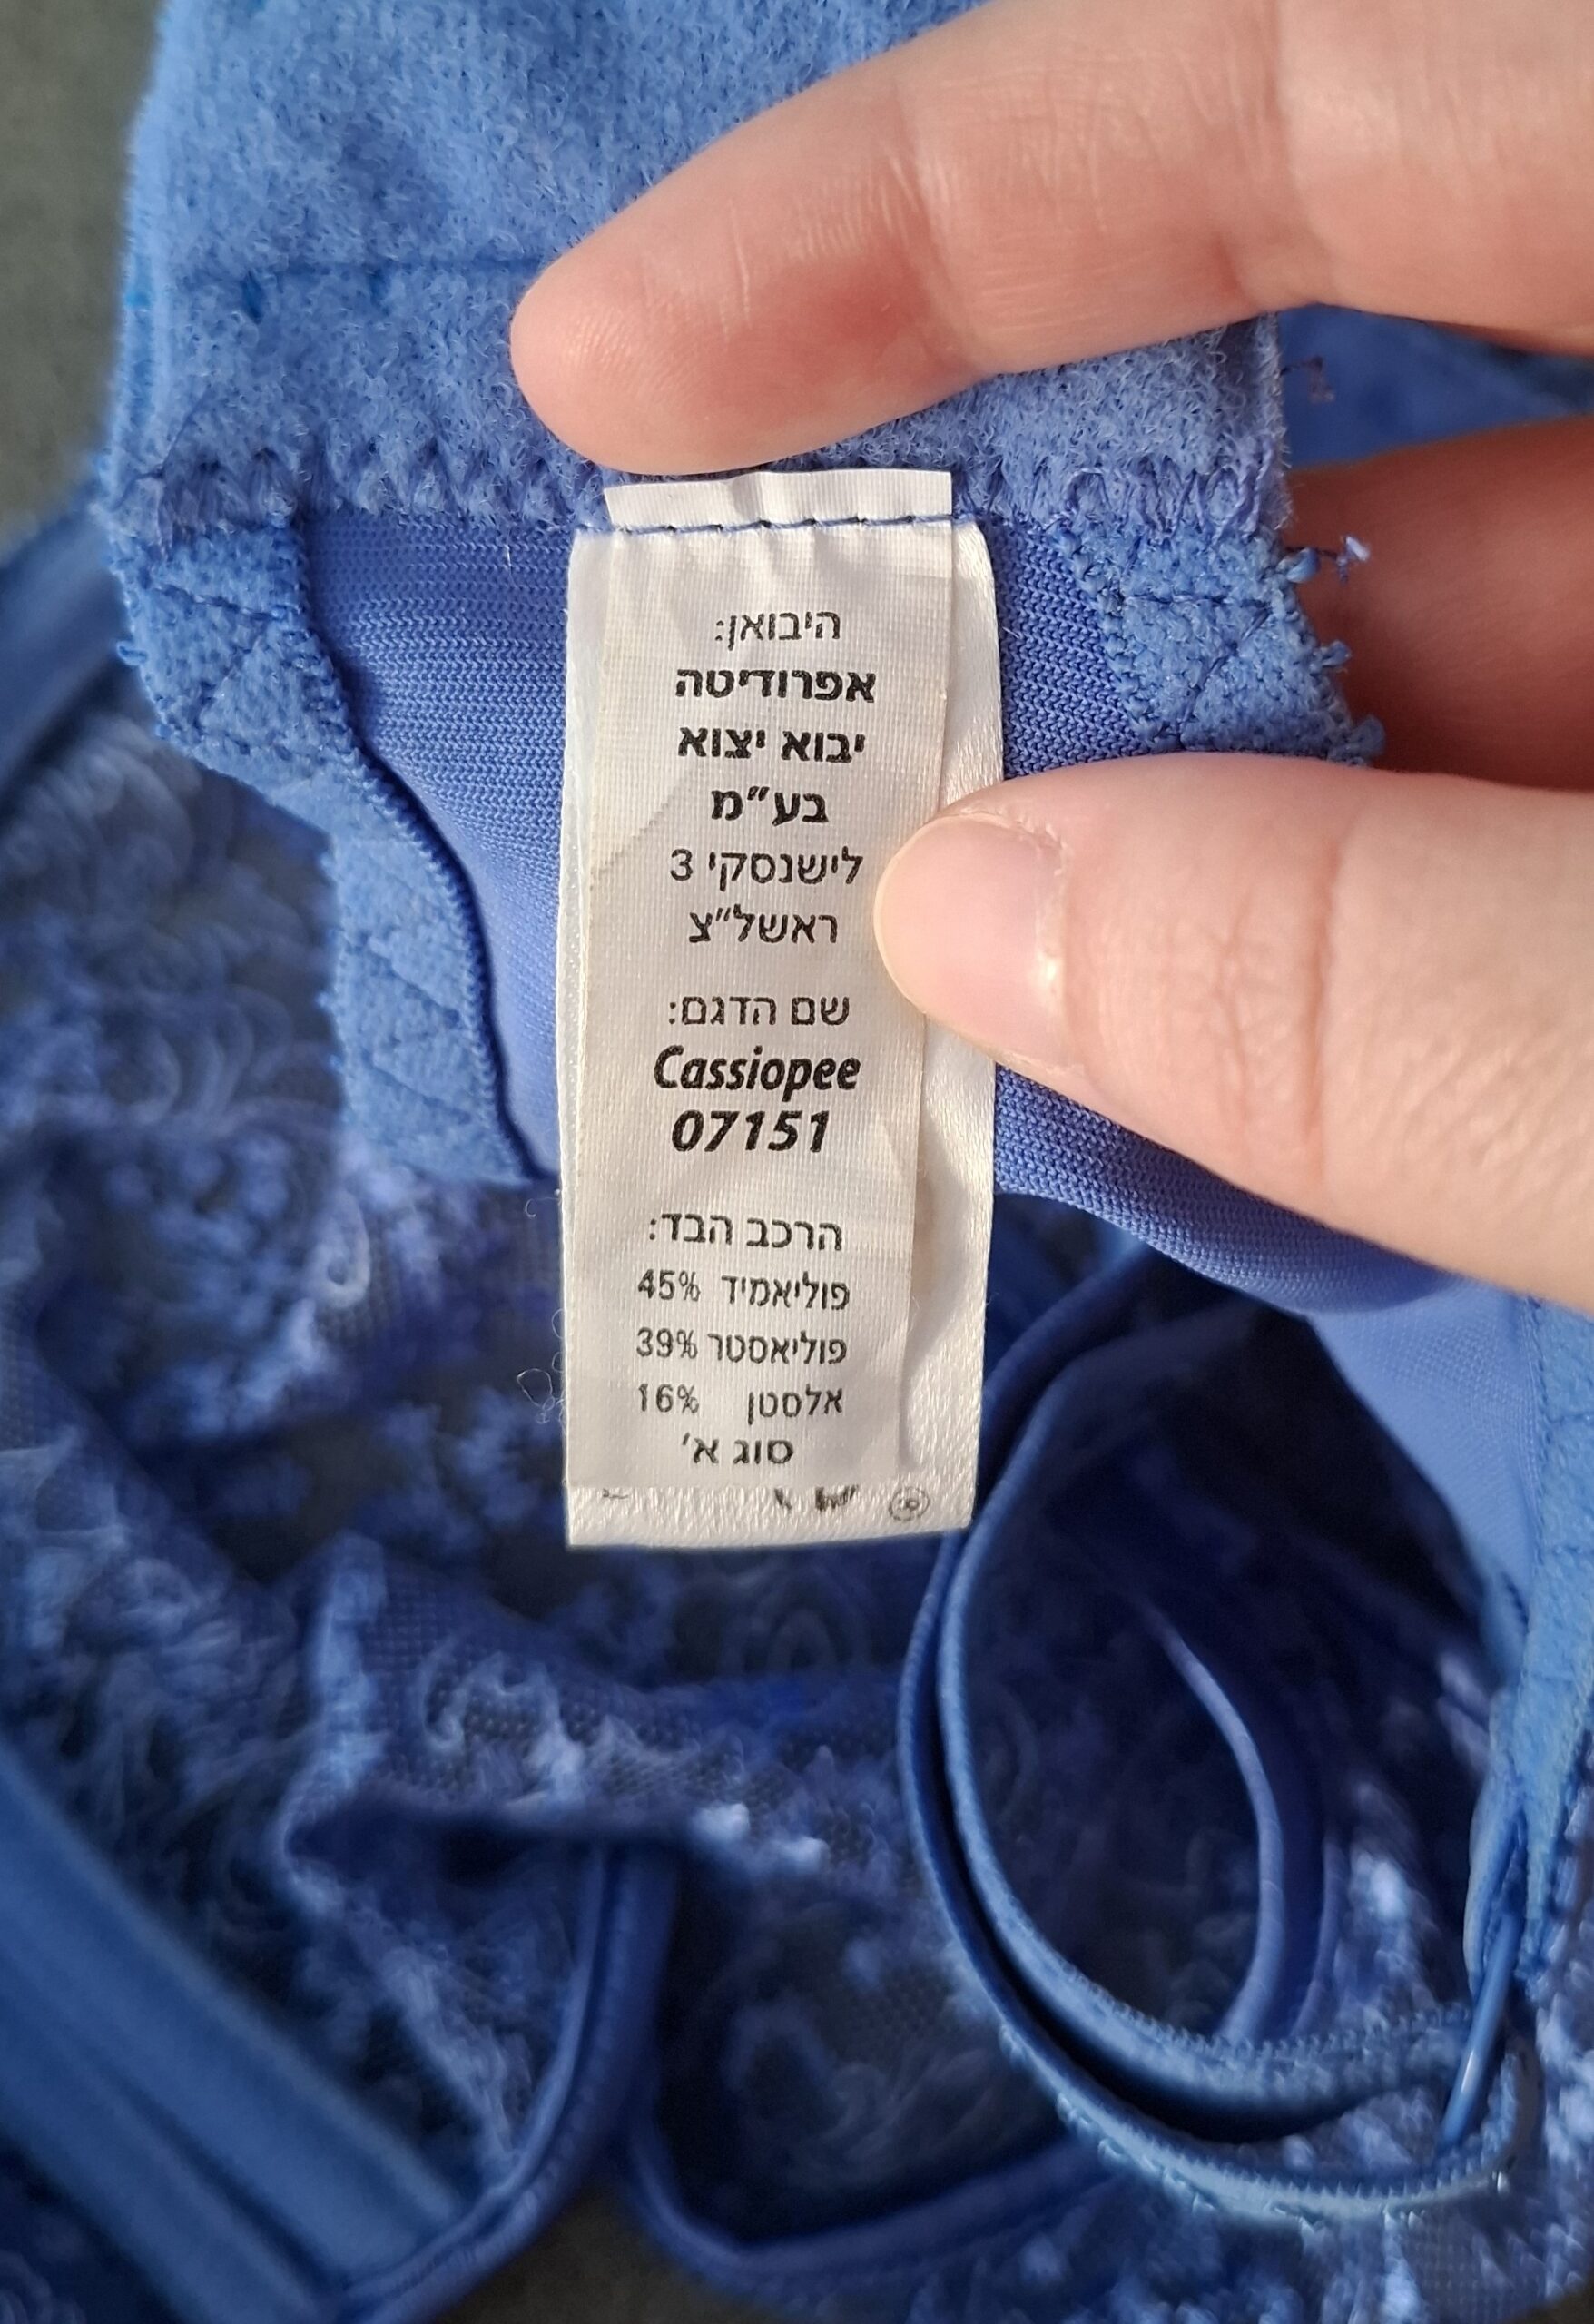 היבואן:
אפרודיטה
יבוא יצוא
בע"מ
לישנסקי 3
ראשל"צ
שם הדגם:
Cassiopee
07151
הרכב הבד:
פוליאמיד 45%
פוליאסטר 39%
אלסטן 16%
סוג א'